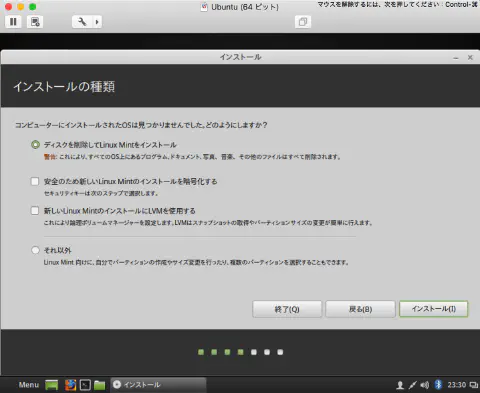 Ubuntu (64 ビット)
マウスを解除するには、次を押してください: Control-⌘
インストール
インストールの種類
コンピューターにインストールされたOSは見つかりませんでした。どのようにしますか？
ディスクを削除してLinux Mintをインストール
警告: これにより、すべてのOS上にあるプログラム、ドキュメント、写真、音楽、その他のファイルはすべて削除されます。
安全のため新しいLinux Mintのインストールを暗号化する
セキュリティキーは次のステップで選択します。
新しいLinux MintのインストールにLVMを使用する
これにより論理ボリュームマネージャーを設定します。LVMはスナップショットの取得やパーティションサイズの変更が簡単に行えます。
それ以外
Linux Mint 向けに、自分でパーティションの作成やサイズ変更を行ったり、複数のパーティションを選択することもできます。
終了(Q)
戻る(B)
インストール(I)
Menu
インストール
23:30